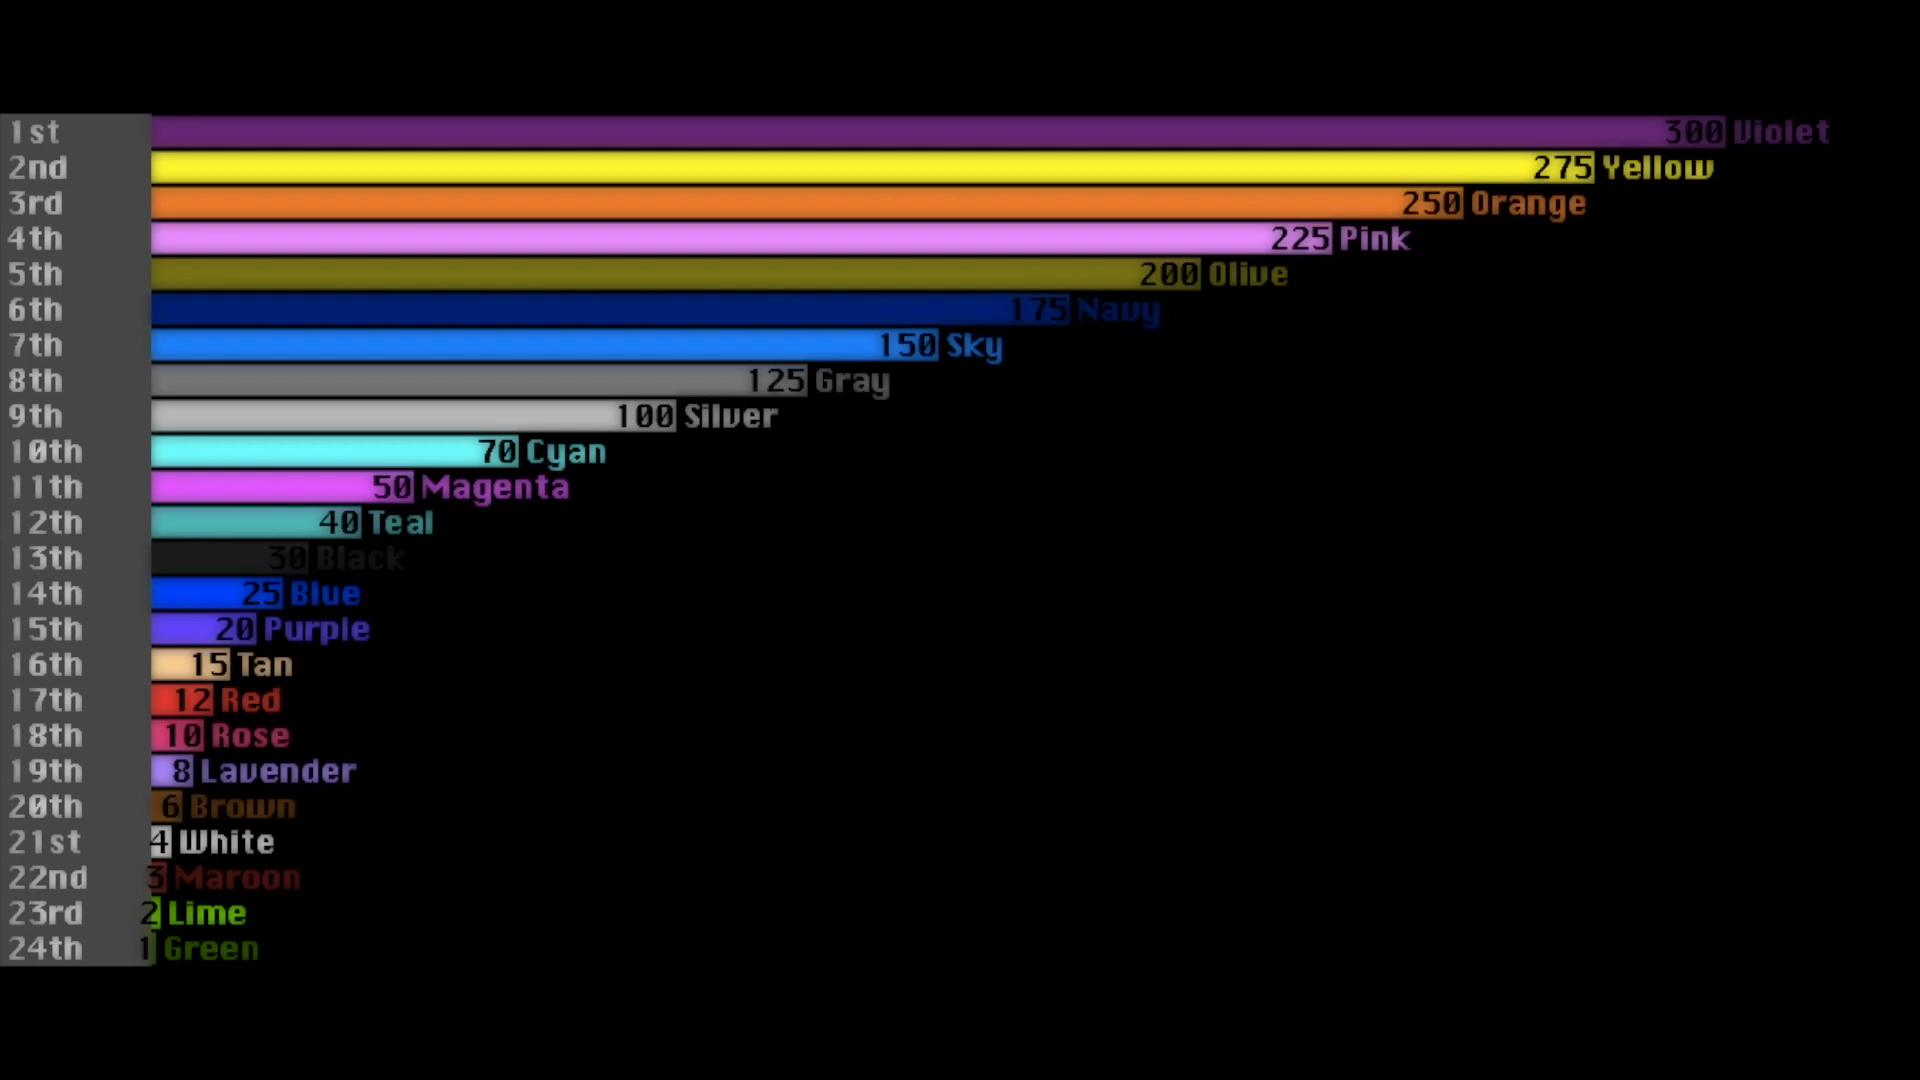 1st 300 Violet
2nd 275 Yellow
3rd 250 Orange
4th 225 Pink
5th 200 Olive
6th 175 Navy
7th 150 Sky
8th 125 Gray
9th 100 Silver
10th 70 Cyan
11th 50 Magenta
12th 40 Teal
13th 30 Black
14th 25 Blue
15th 20 Purple
16th 15 Tan
17th 12 Red
18th 10 Rose
19th 8 Lavender
20th 6 Brown
21st 4 White
22nd 3 Maroon
23rd 2 Lime
24th 1 Green